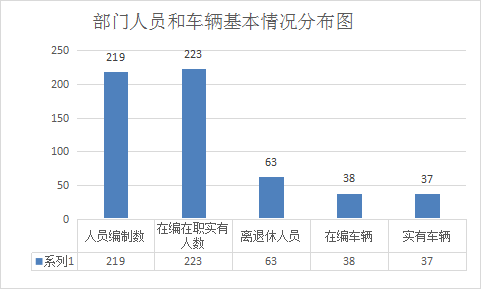 部门人员和车辆基本情况分布图
250
200
150
100
50
0
219
223
63
38
37
人员编制数
在编在职实有
人数
离退休人员
在编车辆
实有车辆
系列1
219
223
63
38
37